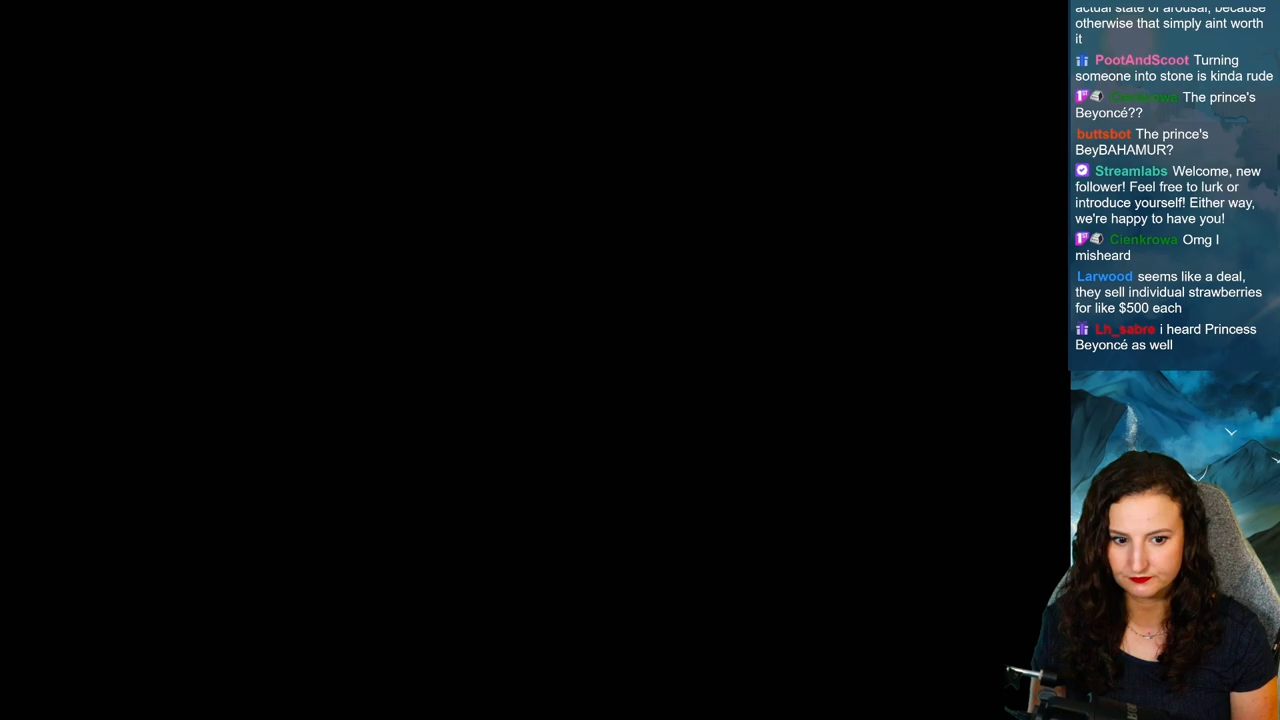 actual state of arousal, because
otherwise that simply aint worth
it
PootAndScoot Turning
someone into stone is kinda rude
Cienkrowa The prince's
Beyoncé??
buttsbot The prince's
BeyBAHAMUR?
Streamlabs Welcome, new
follower! Feel free to lurk or
introduce yourself! Either way,
we're happy to have you!
Cienkrowa Omg I
misheard
Larwood seems like a deal,
they sell individual strawberries
for like $500 each
Lh_sabre i heard Princess
Beyoncé as well